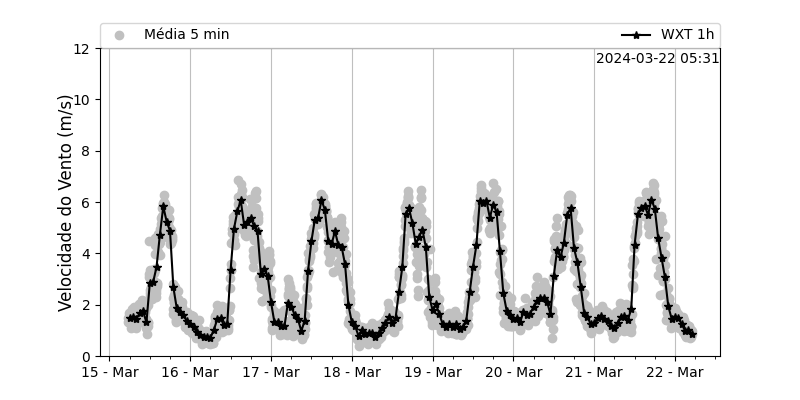 Média 5 min
WXT 1h
2024-03-22 05:31
Velocidade do Vento (m/s)
12
10
8
6
4
2
0
15 - Mar
16 - Mar
17 - Mar
18 - Mar
19 - Mar
20 - Mar
21 - Mar
22 - Mar